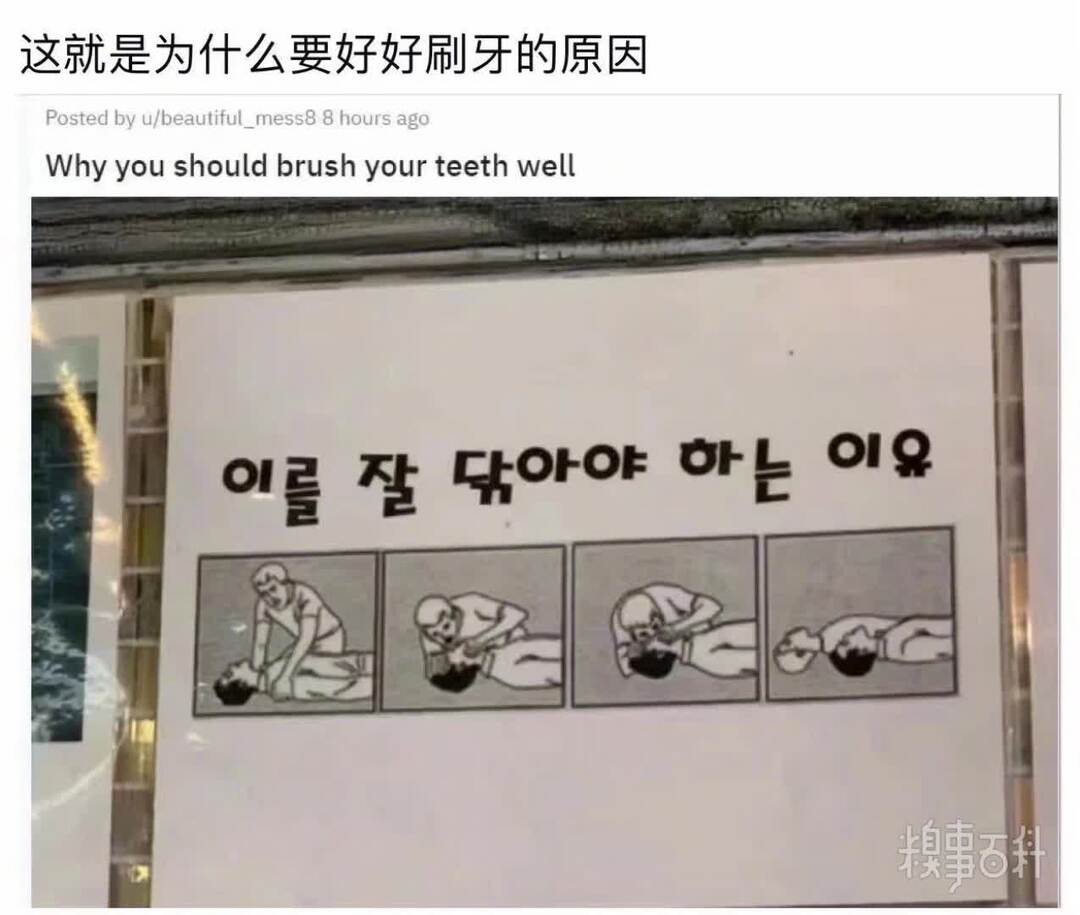 这就是为什么要好好刷牙的原因
Posted by u/beautiful_mess8 8 hours ago
Why you should brush your teeth well
이를 잘 닦아야 하는 이유
糗事百科